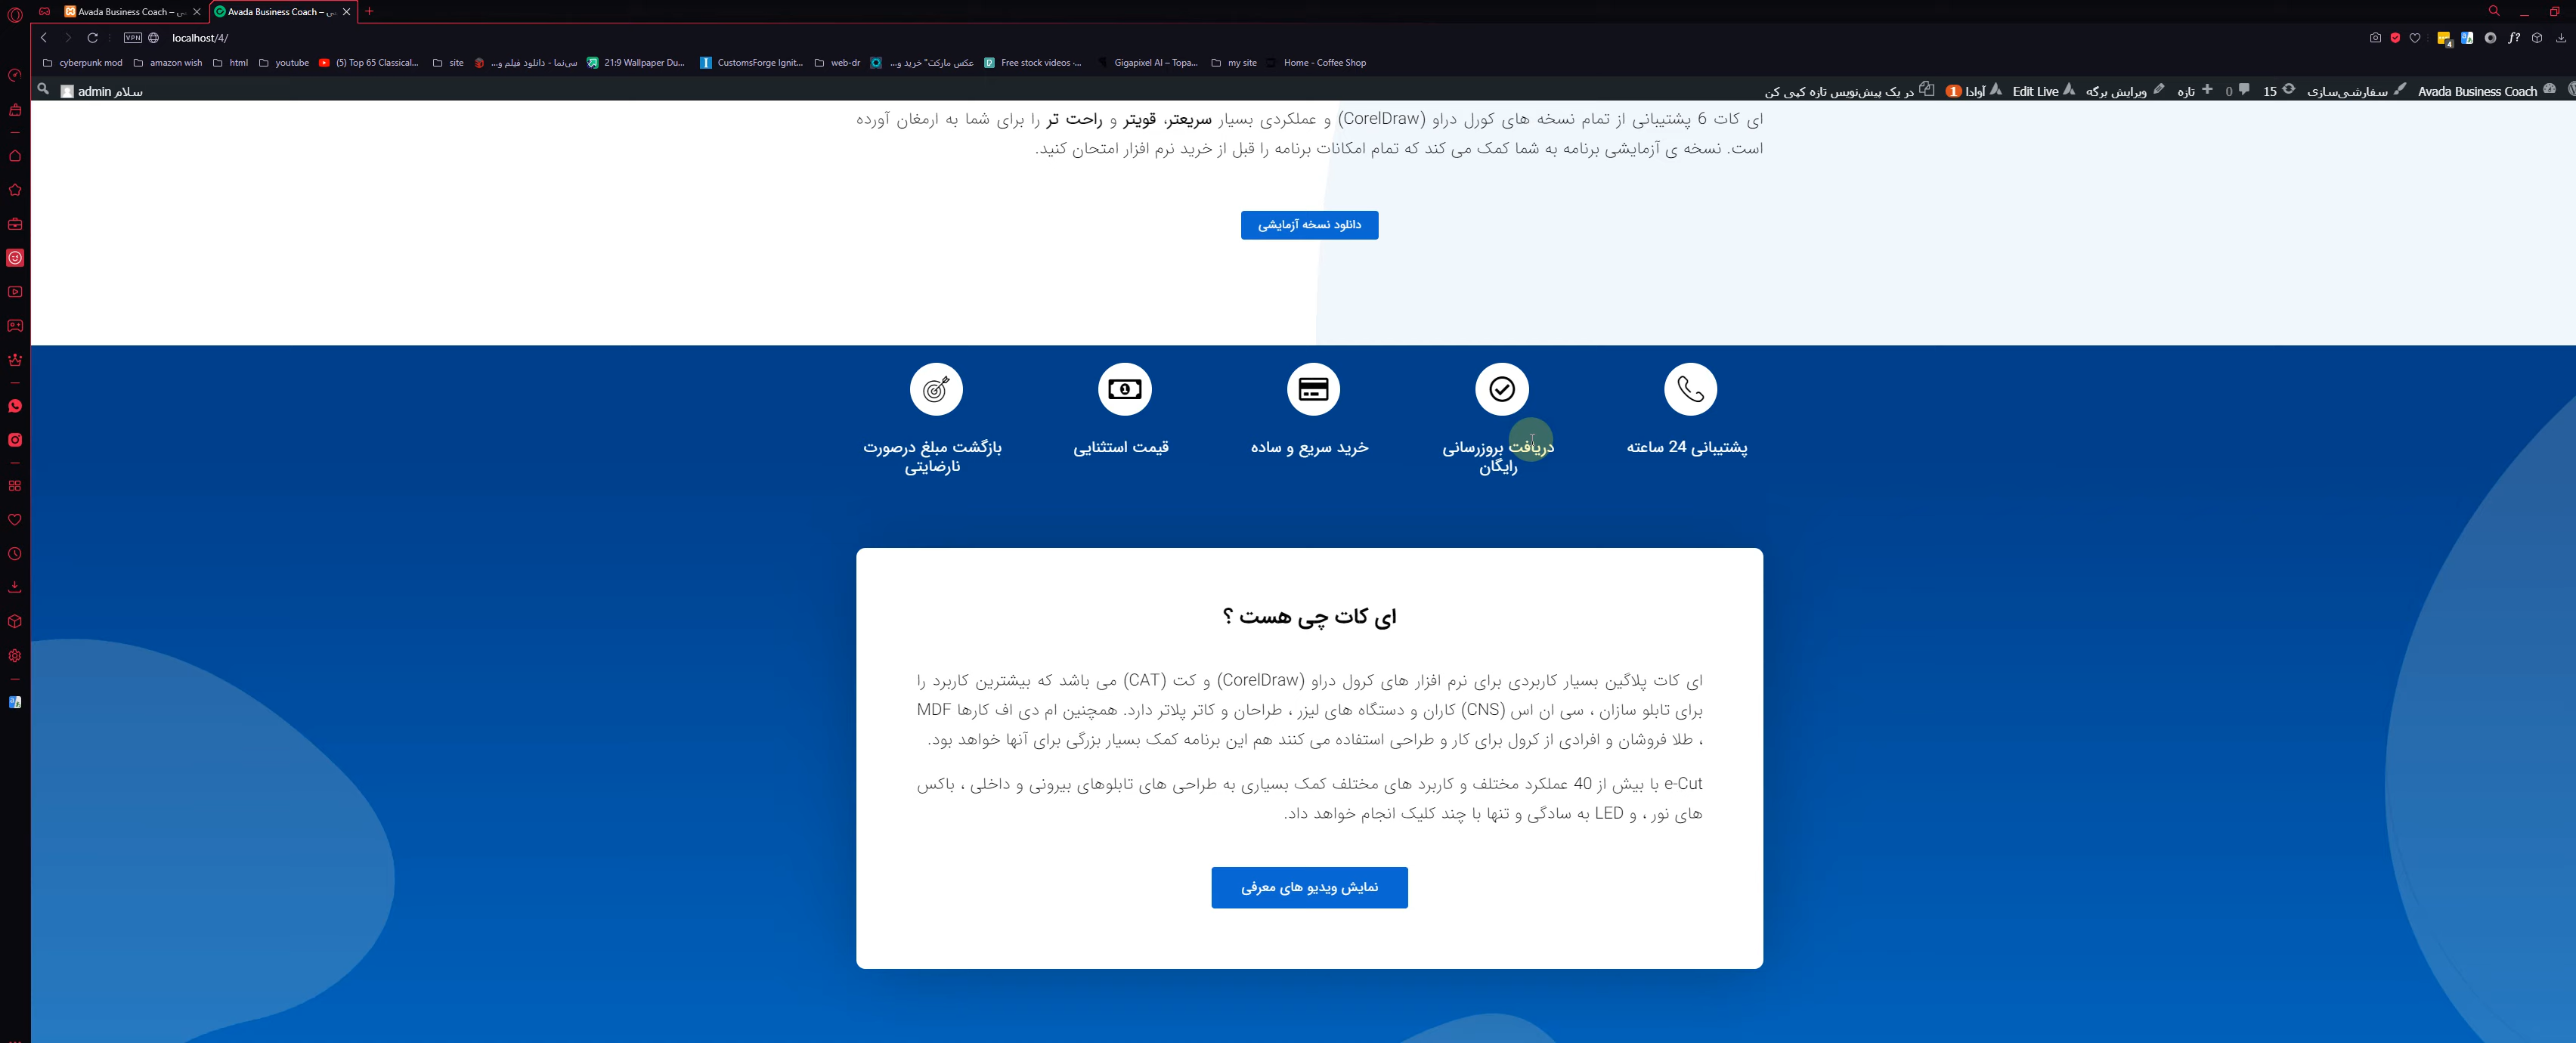 Avada Business Coach –
Avada Business Coach –
VPN
localhost/4/
cyberpunk mod
amazon wish
html
youtube
(5) Top 65 Classical...
site
سی‌نما - دانلود فیلم و...
21:9 Wallpaper Du...
CustomsForge Ignit...
web-dr
عکس مارکت" خرید و...
Free stock videos -...
Gigapixel AI – Topa...
my site
Home - Coffee Shop
Avada Business Coach
سفارشی‌سازی
15
0
تازه
ویرایش برگه
Edit Live
آوادا 1
در یک پیش‌نویس تازه کپی کن
سلام admin
ای کات 6 پشتیبانی از تمام نسخه های کورل دراو (CorelDraw) و عملکردی بسیار سریعتر، قویتر و راحت تر را برای شما به ارمغان آورده
است. نسخه ی آزمایشی برنامه به شما کمک می کند که تمام امکانات برنامه را قبل از خرید نرم افزار امتحان کنید.
دانلود نسخه آزمایشی
پشتیبانی 24 ساعته
دریافت بروزرسانی
رایگان
خرید سریع و ساده
قیمت استثنایی
بازگشت مبلغ درصورت
نارضایتی
ای کات چی هست ؟
ای کات پلاگین بسیار کاربردی برای نرم افزار های کرول دراو (CorelDraw) و کت (CAT) می باشد که بیشترین کاربرد را
برای تابلو سازان ، سی ان اس (CNS) کاران و دستگاه های لیزر ، طراحان و کاتر پلاتر دارد. همچنین ام دی اف کارها MDF
، طلا فروشان و افرادی از کرول برای کار و طراحی استفاده می کنند هم این برنامه کمک بسیار بزرگی برای آنها خواهد بود.
e-Cut با بیش از 40 عملکرد مختلف و کاربرد های مختلف کمک بسیاری به طراحی های تابلوهای بیرونی و داخلی ، باکس
های نور ، و LED به سادگی و تنها با چند کلیک انجام خواهد داد.
نمایش ویدیو های معرفی